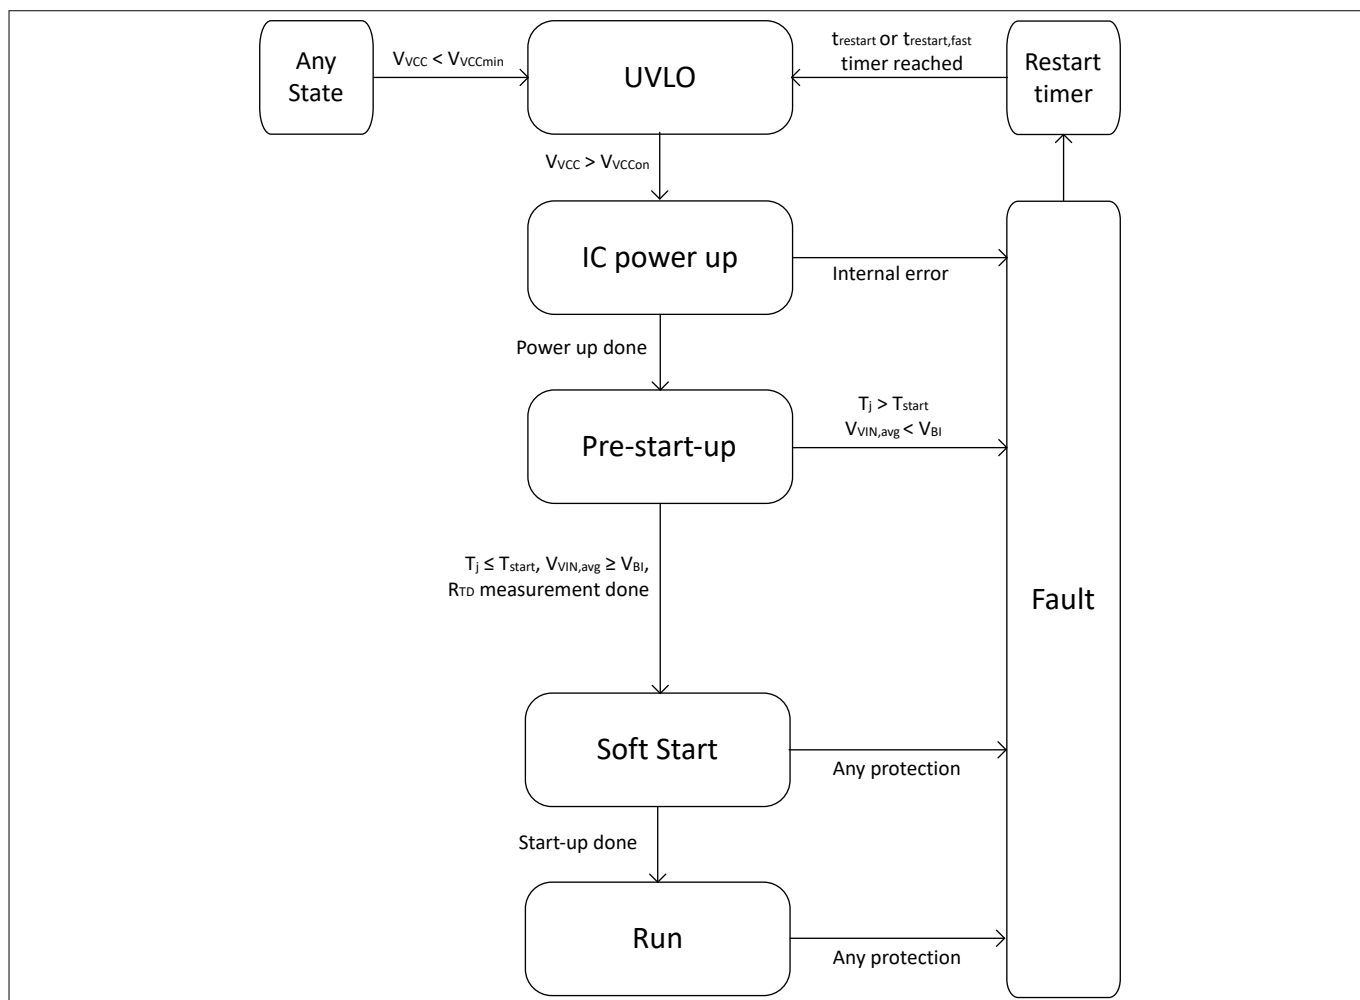 Any
State
VVCC < VVCCmin
UVLO
trestart or trestart,fast
timer reached
Restart
timer
VVCC > VVCCon
IC power up
Internal error
Power up done
Pre-start-up
Tj > Tstart
VVIN,avg < VBI
Tj ≤ Tstart, VVIN,avg ≥ VBI,
RTD measurement done
Fault
Soft Start
Any protection
Start-up done
Run
Any protection